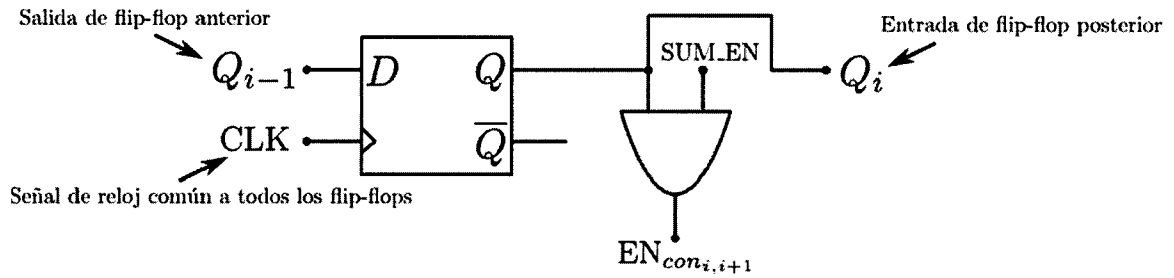 Salida de flip-flop anterior
Entrada de flip-flop posterior
SUM_EN
Q_{i-1}
D
Q
Q_i
CLK
\overline{Q}
Señal de reloj común a todos los flip-flops
EN_{con_{i,i+1}}